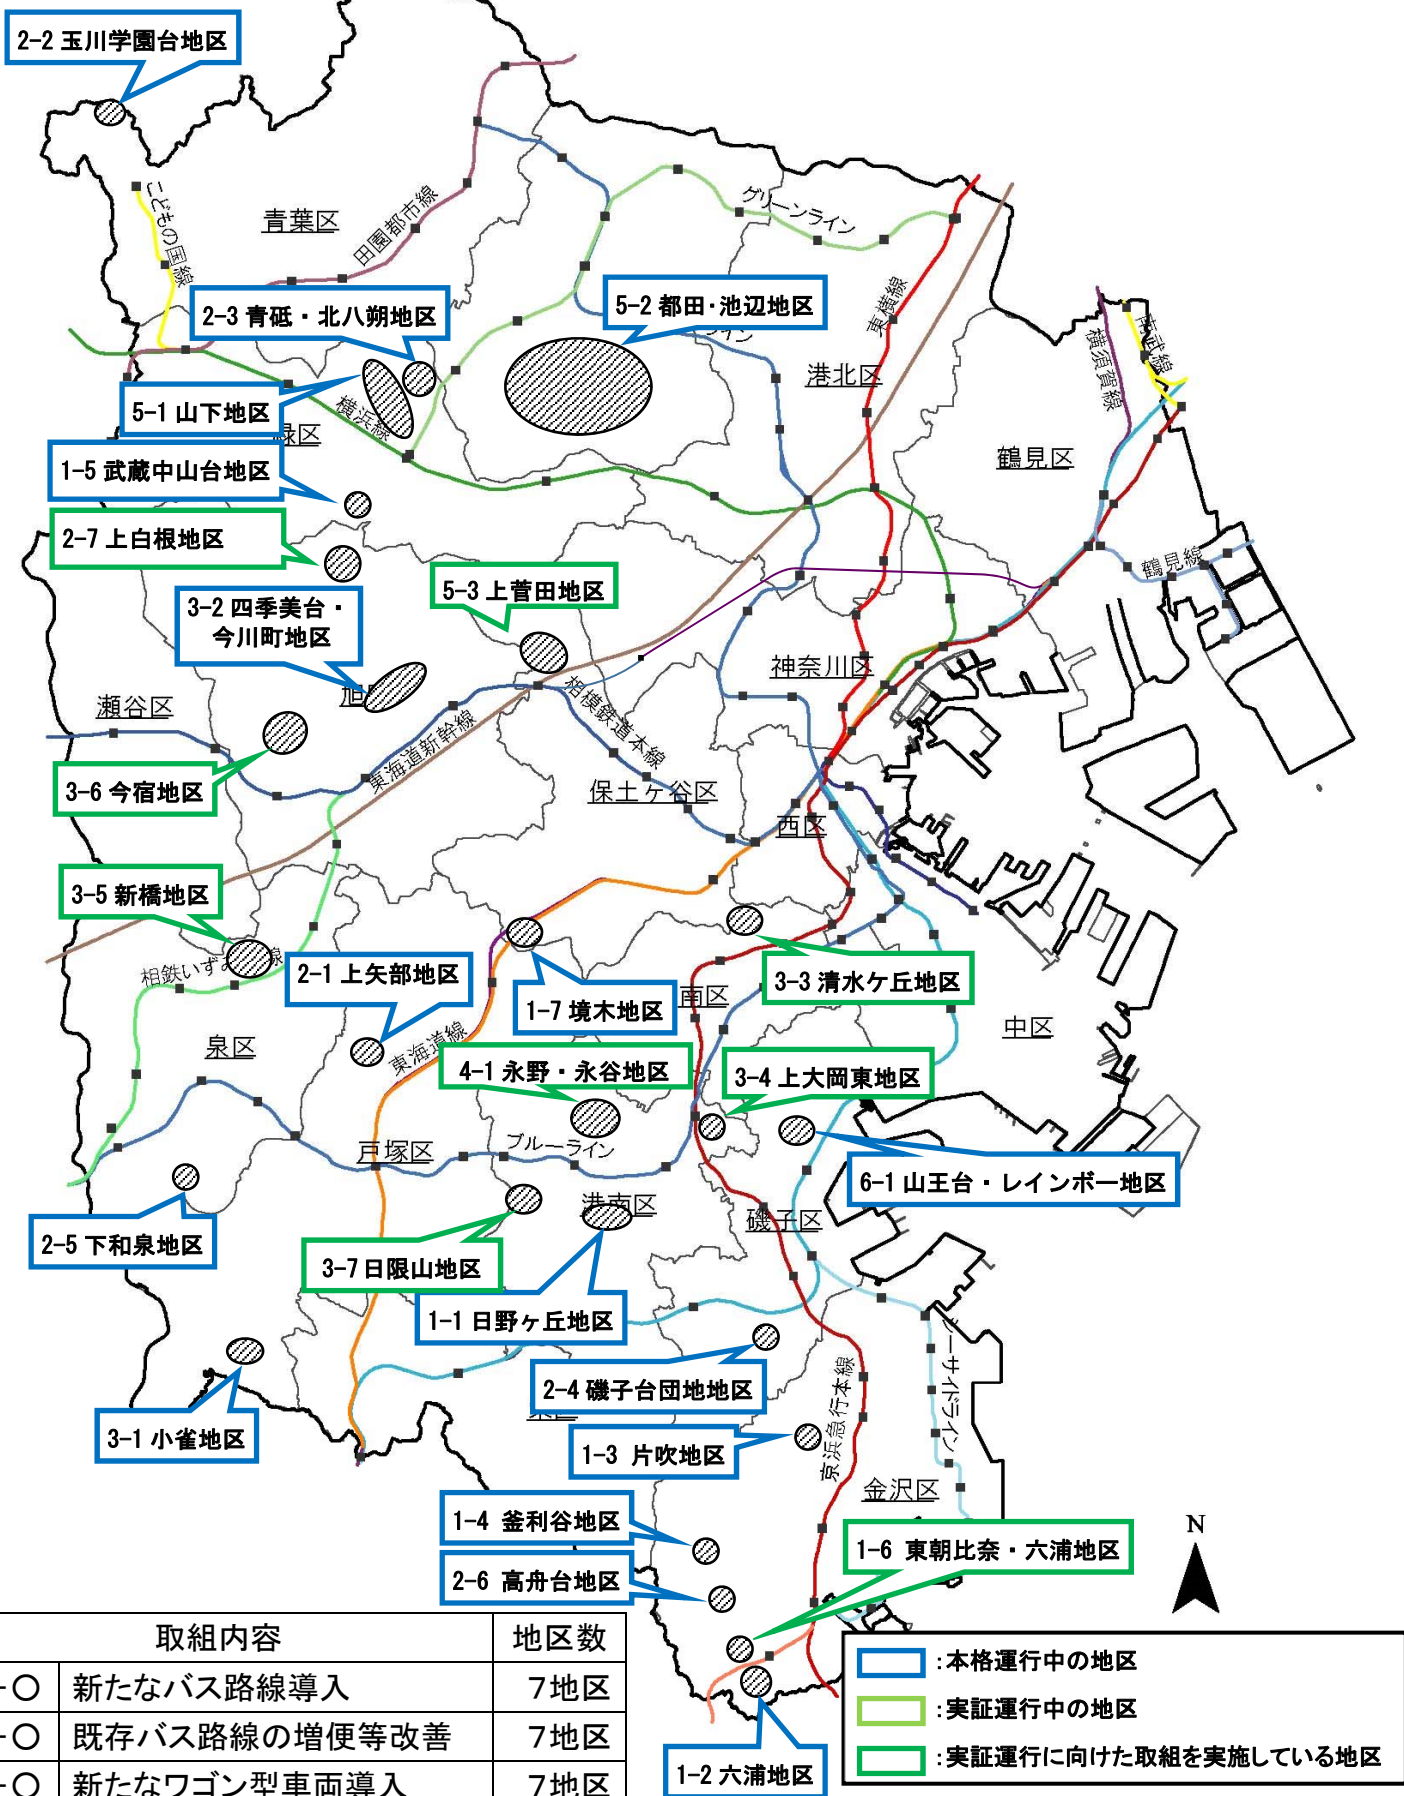 2-2 玉川学園台地区
青葉区
田園都市線
こどもの国線
グリーンライン
2-3 青砥・北八朔地区
5-2 都田・池辺地区
イン
東横線
港北区
横須賀線
南武線
5-1 山下地区
横浜線
緑区
鶴見区
1-5 武蔵中山台地区
2-7 上白根地区
5-3 上菅田地区
鶴見線
3-2 四季美台・
今川町地区
旭
神奈川区
瀬谷区
相模鉄道本線
東海道新幹線
3-6 今宿地区
保土ヶ谷区
西区
3-5 新橋地区
相鉄いず
線
2-1 上矢部地区
3-3 清水ケ丘地区
1-7 境木地区
南区
中区
泉区
東海道線
4-1 永野・永谷地区
3-4 上大岡東地区
戸塚区
ブルーライン
6-1 山王台・レインボー地区
港南区
磯子区
2-5 下和泉地区
3-7 日限山地区
1-1 日野ヶ丘地区
2-4 磯子台団地地区
3-1 小雀地区
京浜急行本線
シーサイドライン
1-3 片吹地区
金沢区
1-4 釜利谷地区
1-6 東朝比奈・六浦地区
2-6 高舟台地区
N
取組内容 地区数
-〇 新たなバス路線導入 7地区
-〇 既存バス路線の増便等改善 7地区
-〇 新たなワゴン型車両導入 7地区
:本格運行中の地区
:実証運行中の地区
:実証運行に向けた取組を実施している地区
1-2 六浦地区